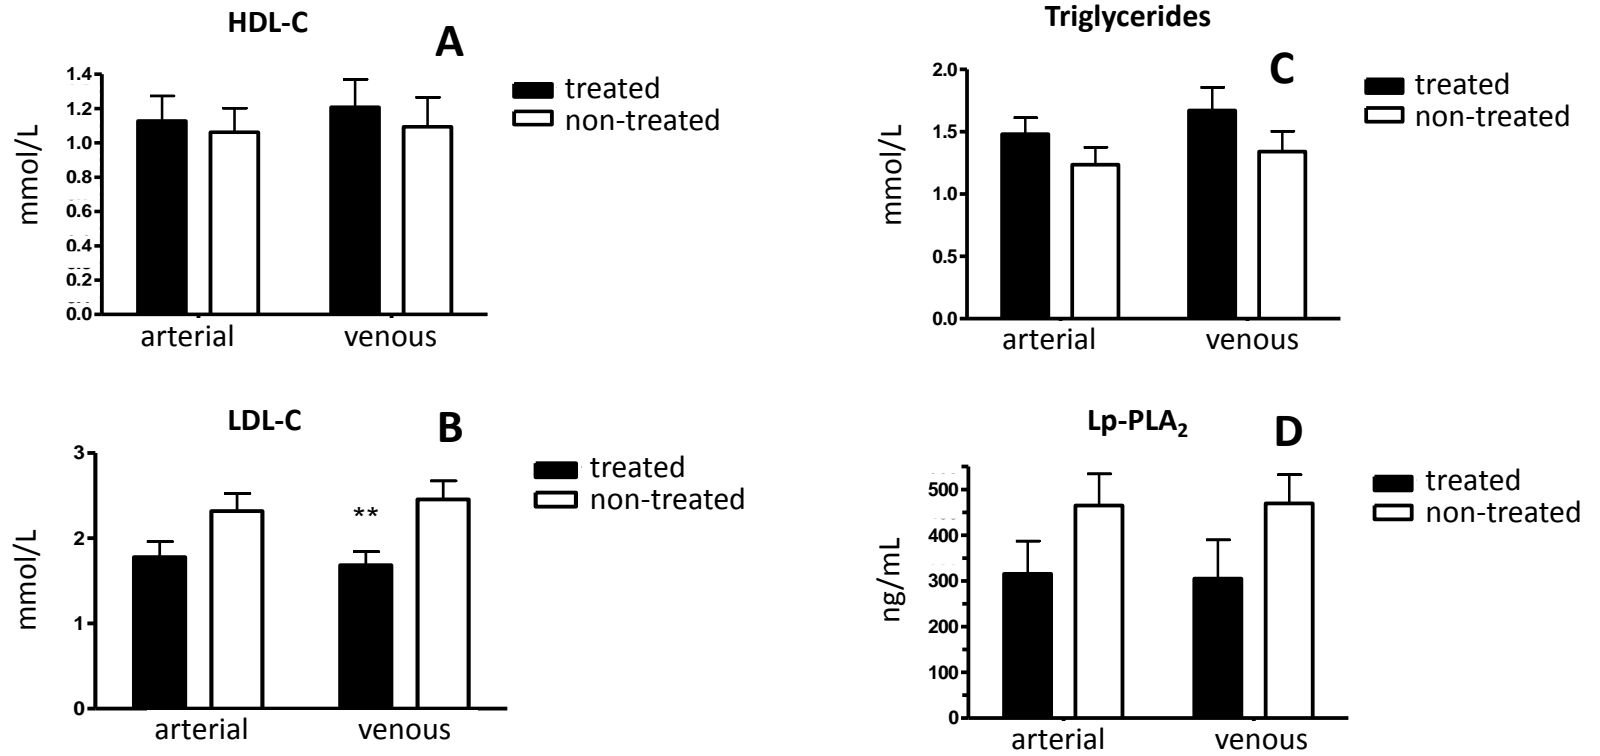 HDL-C
A
1.4
1.2
1.0
0.8
0.6
0.4
0.2
0.0
mmol/L
arterial venous
treated
non-treated
Triglycerides
C
2.0
1.5
1.0
0.5
0.0
mmol/L
arterial venous
treated
non-treated
LDL-C
B
3
2
1
0
mmol/L
**
arterial venous
treated
non-treated
Lp-PLA₂
D
500
400
300
200
100
0
ng/mL
arterial venous
treated
non-treated